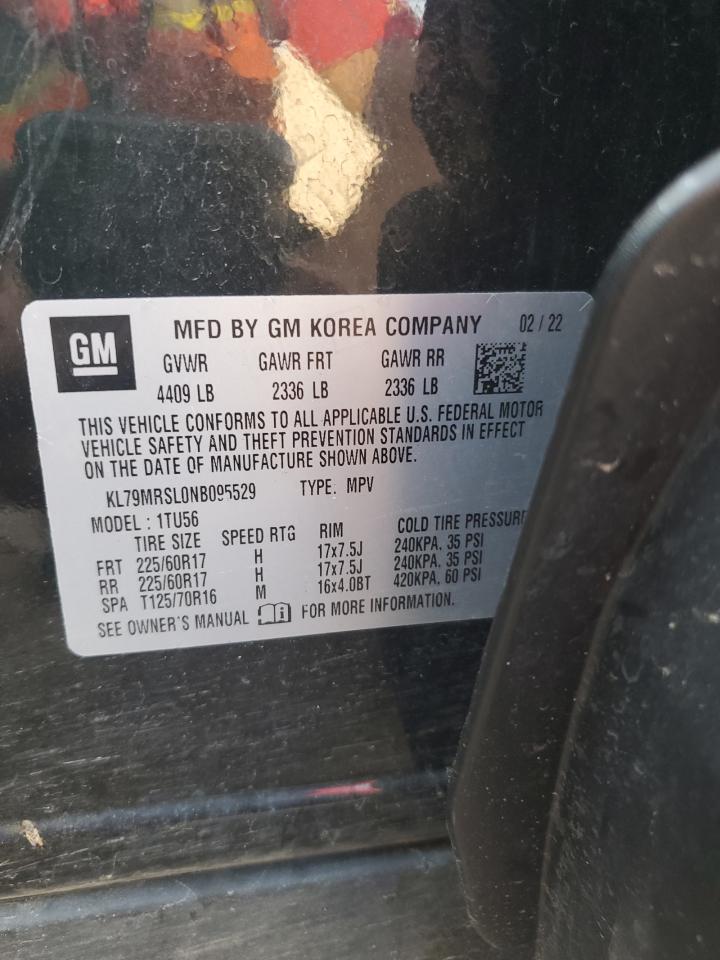 GM
MFD BY GM KOREA COMPANY 02 / 22
GVWR GAWR FRT GAWR RR
4409 LB 2336 LB 2336 LB
THIS VEHICLE CONFORMS TO ALL APPLICABLE U.S. FEDERAL MOTOR
VEHICLE SAFETY AND THEFT PREVENTION STANDARDS IN EFFECT
ON THE DATE OF MANUFACTURE SHOWN ABOVE.
KL79MRSL0NB095529 TYPE. MPV
MODEL : 1TU56
TIRE SIZE SPEED RTG RIM COLD TIRE PRESSURE
FRT 225/60R17 H 17x7.5J 240KPA, 35 PSI
RR 225/60R17 H 17x7.5J 240KPA, 35 PSI
SPA T125/70R16 M 16x4.0BT 420KPA, 60 PSI
SEE OWNER'S MANUAL FOR MORE INFORMATION.